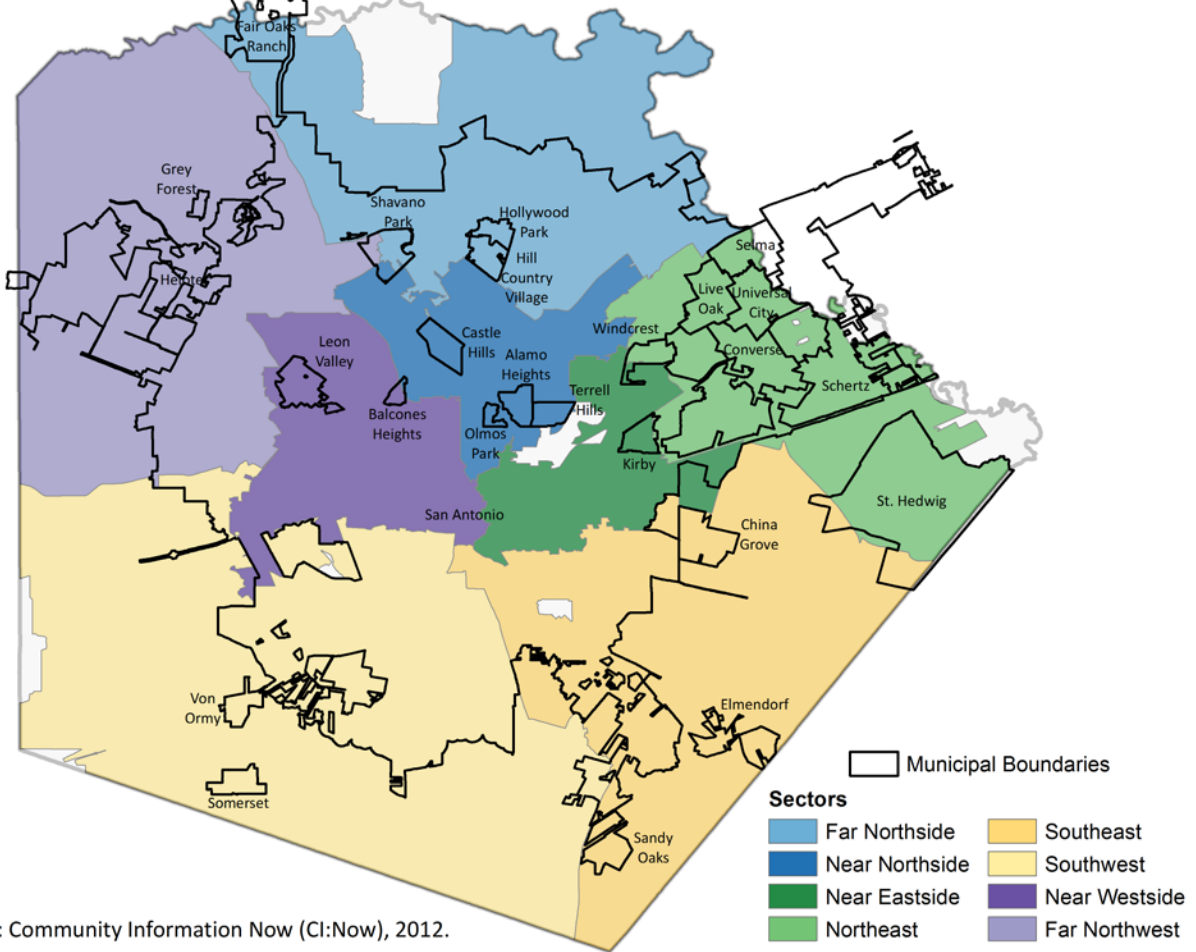 Fair Oaks
Ranch
Grey
Forest
Shavano
Park
Hollywood
Park
Hill
Country
Village
Selma
Helotes
Live
Oak
Universal
City
Windcrest
Castle
Hills
Leon
Valley
Alamo
Heights
Converse
Schertz
Terrell
Hills
Balcones
Heights
Olmos
Park
Kirby
San Antonio
St. Hedwig
China
Grove
Von
Ormy
Elmendorf
Somerset
Sandy
Oaks
Municipal Boundaries
Sectors
Far Northside
Near Northside
Near Eastside
Northeast
Southeast
Southwest
Near Westside
Far Northwest
: Community Information Now (CI:Now), 2012.